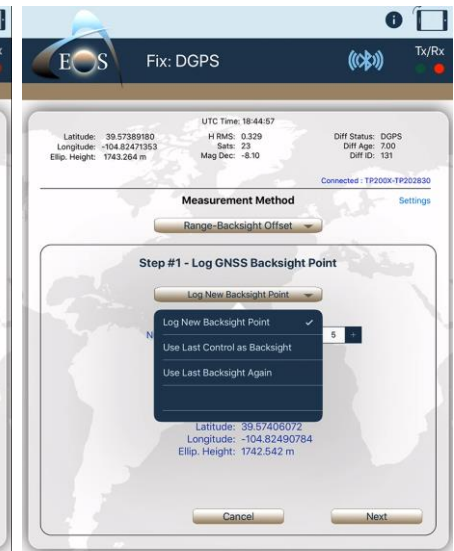 EOS
Fix: DGPS
Tx/Rx
UTC Time: 18:44:57
Latitude: 39.57389180
H RMS: 0.329
Diff Status: DGPS
Longitude: -104.82471353
Sats: 23
Diff Age: 7.00
Ellip. Height: 1743.264 m
Mag Dec: -8.10
Diff ID: 131
Connected : TP200X-TP202830
Measurement Method
Settings
Range-Backsight Offset
Step #1 - Log GNSS Backsight Point
Log New Backsight Point
Log New Backsight Point
N
5 +
Use Last Control as Backsight
Use Last Backsight Again
Latitude: 39.57406072
Longitude: -104.82490784
Ellip. Height: 1742.542 m
Cancel
Next